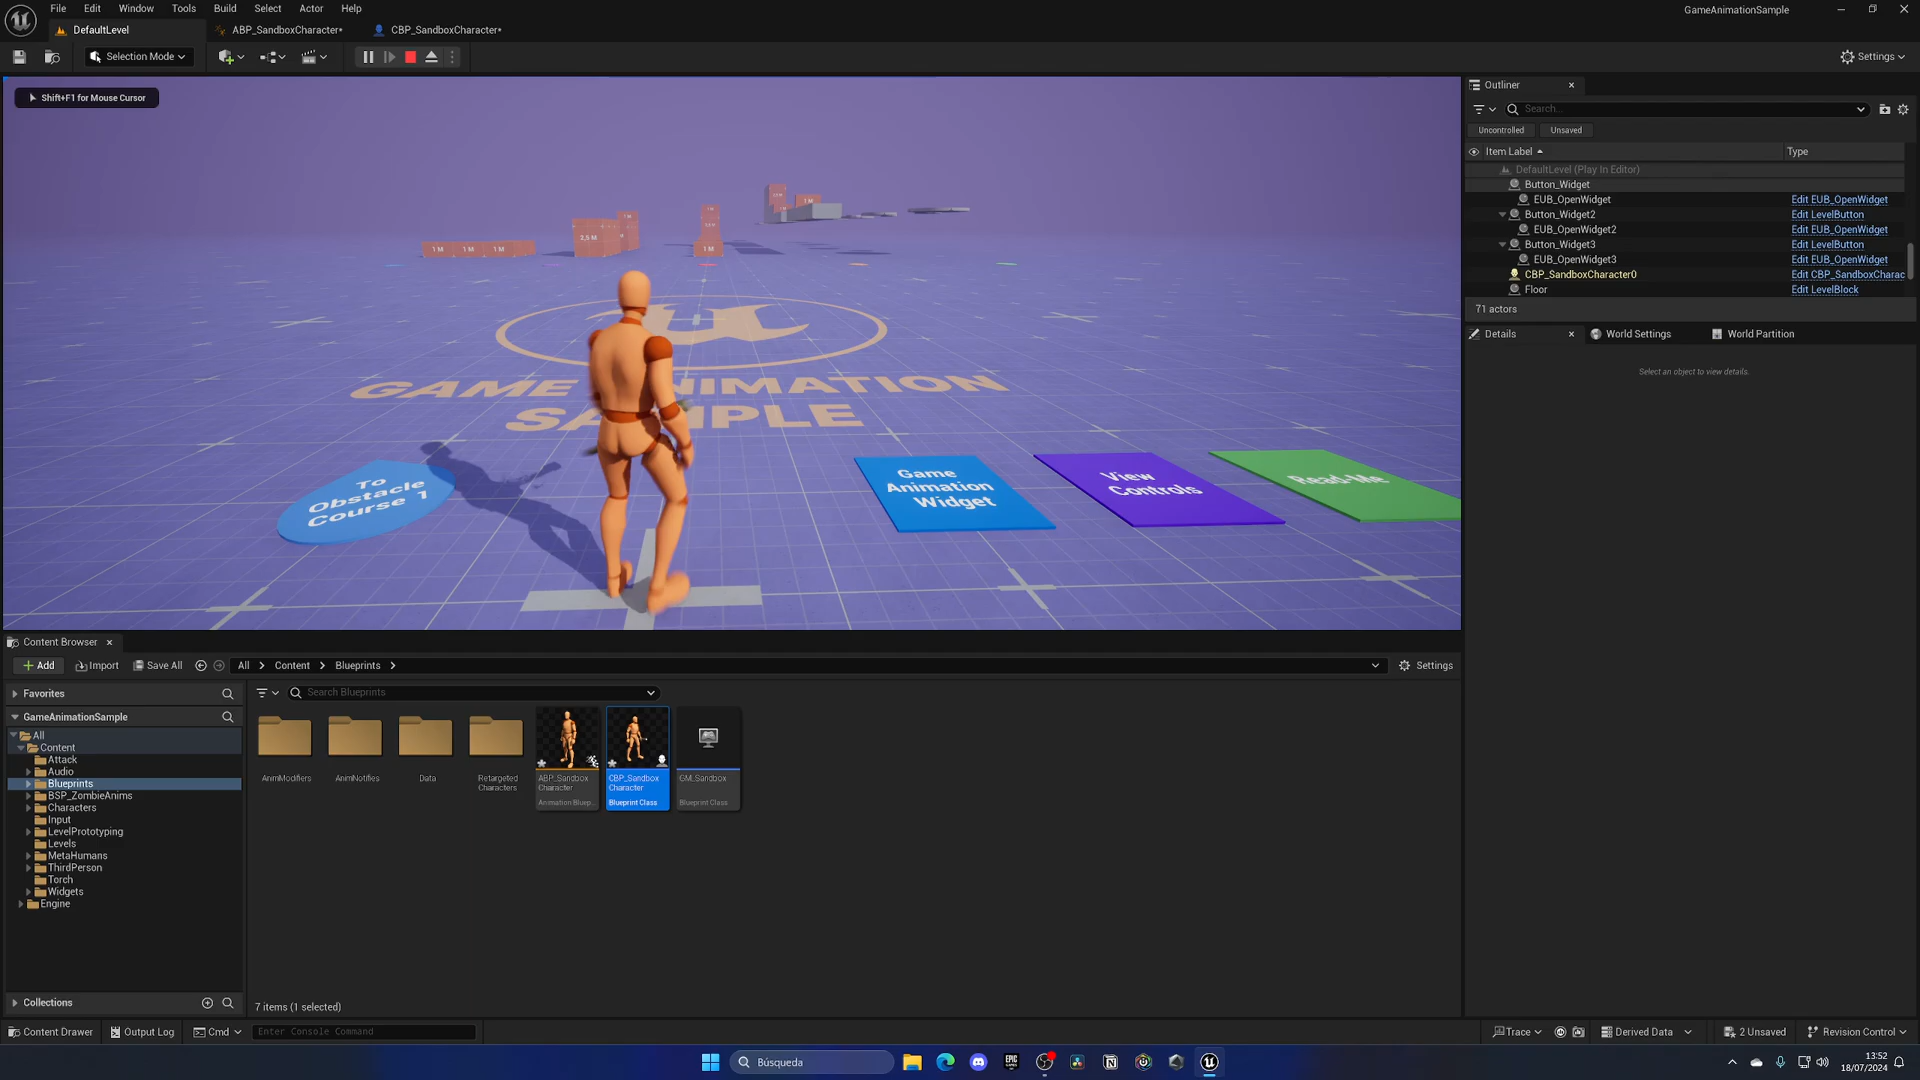 File Edit Window Tools Build Select Actor Help
GameAnimationSample
DefaultLevel
ABP_SandboxCharacter*
CBP_SandboxCharacter*
Selection Mode
Settings
Shift+F1 for Mouse Cursor
1 M 1 M 1 M
2,5 M
1 M
1 M
1 M
GAME ANIMATION
SAMPLE
To
Obstacle
Course 1
Game
Animation
Widget
View
Controls
Read-Me
Outliner
Search...
Uncontrolled Unsaved
Item Label Type
DefaultLevel (Play In Editor)
Button_Widget
EUB_OpenWidget Edit EUB_OpenWidget
Button_Widget2 Edit LevelButton
EUB_OpenWidget2 Edit EUB_OpenWidget
Button_Widget3 Edit LevelButton
EUB_OpenWidget3 Edit EUB_OpenWidget
CBP_SandboxCharacter0 Edit CBP_SandboxCharac
Floor Edit LevelBlock
71 actors
Details World Settings World Partition
Select an object to view details.
Content Browser
Add Import Save All All Content Blueprints Settings
Favorites
Search Blueprints
GameAnimationSample
All
Content
Attack
Audio
Blueprints
BSP_ZombieAnims
Characters
Input
LevelPrototyping
Levels
MetaHumans
ThirdPerson
Torch
Widgets
Engine
Collections
AnimModifiers
AnimNotifies
Data
Retargeted
Characters
ABP_Sandbox
Character
Animation Bluep...
CBP_Sandbox
Character
Blueprint Class
GM_Sandbox
Blueprint Class
7 items (1 selected)
Content Drawer Output Log Cmd Enter Console Command
Trace Derived Data 2 Unsaved Revision Control
Búsqueda
EPIC
GAMES
13:52
18/07/2024